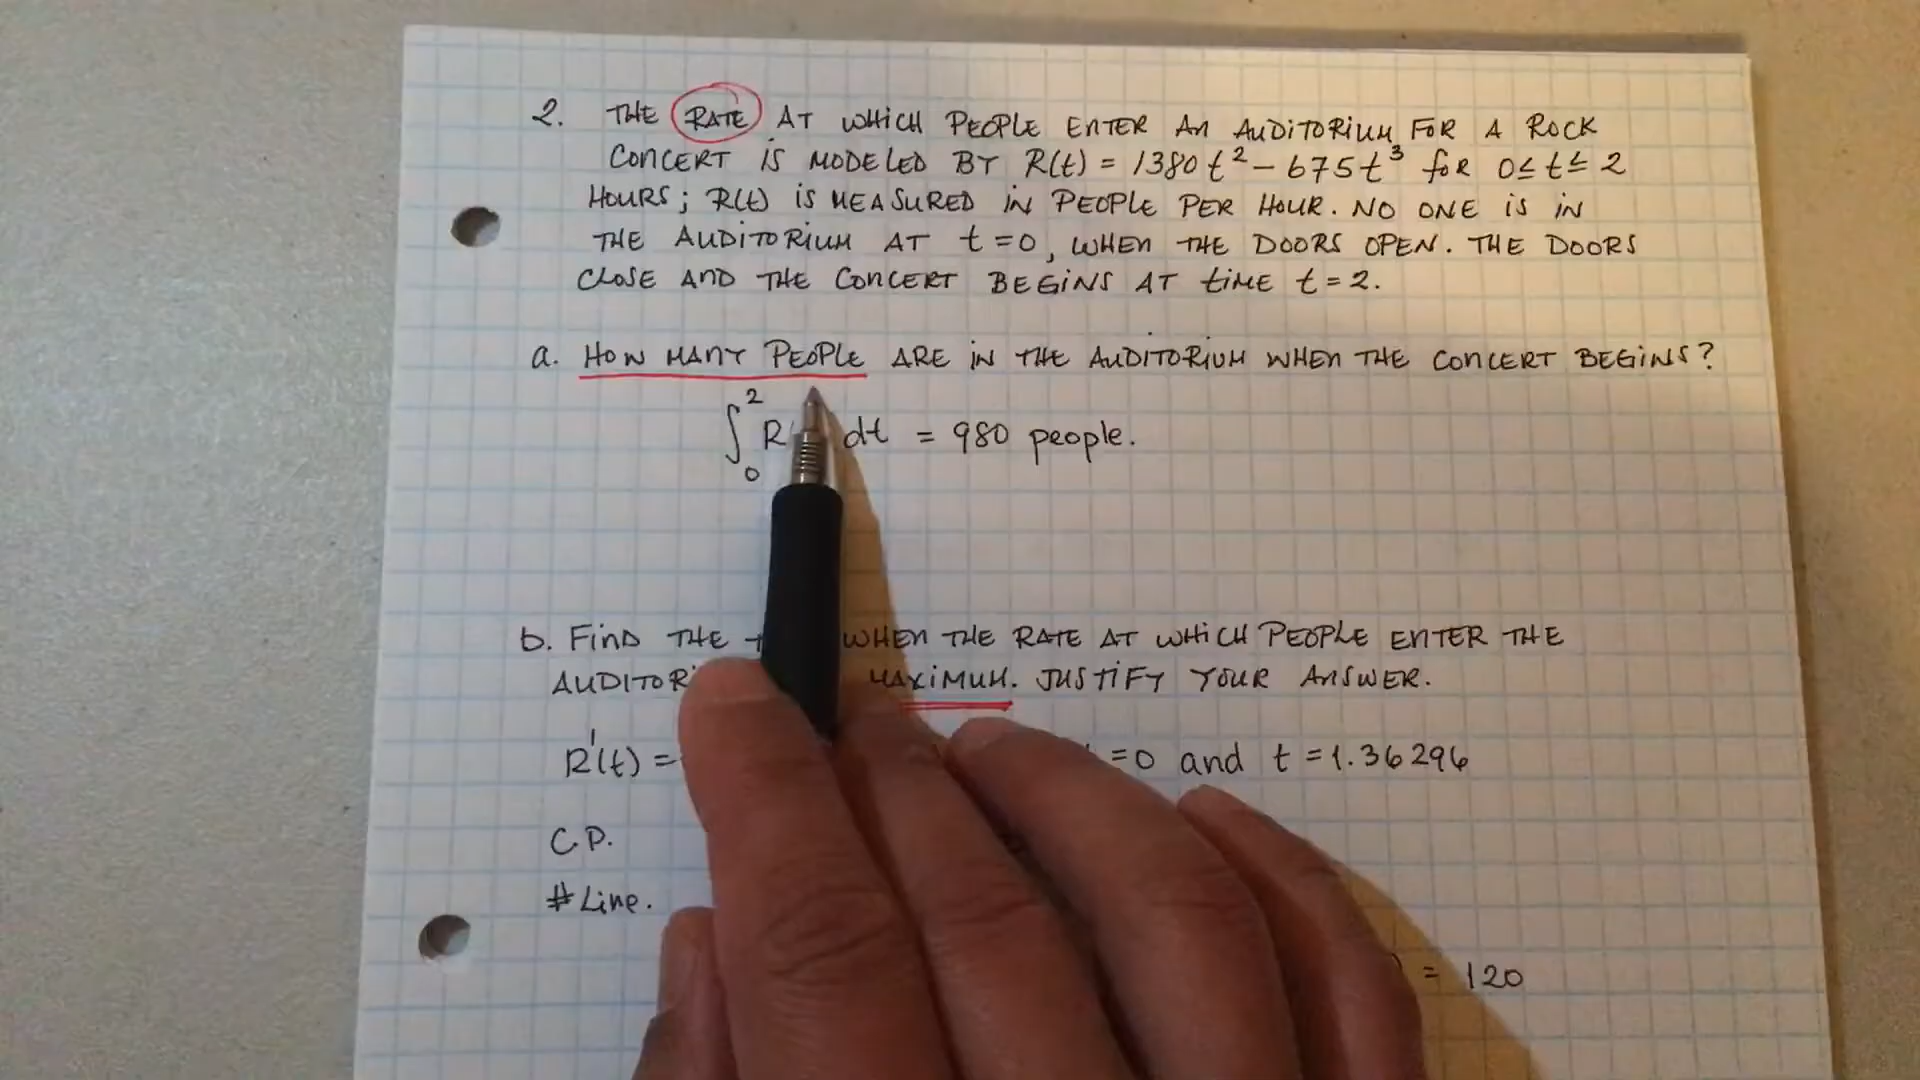 2. THE RATE AT WHICH PEOPLE ENTER AN AUDITORIUM FOR A ROCK
CONCERT IS MODELED BY R(t) = 1380t² - 675t³ for 0≤t≤2
HOURS; R(t) IS MEASURED IN PEOPLE PER HOUR. NO ONE IS IN
THE AUDITORIUM AT t=0, WHEN THE DOORS OPEN. THE DOORS
CLOSE AND THE CONCERT BEGINS AT TIME t=2.
a. HOW MANY PEOPLE ARE IN THE AUDITORIUM WHEN THE CONCERT BEGINS?
∫₀² R dt = 980 people.
b. FIND THE WHEN THE RATE AT WHICH PEOPLE ENTER THE
MAXIMUM. JUSTIFY YOUR ANSWER.
R'(t) = =0 and t=1.36296
C.P.
# Line.
= 120